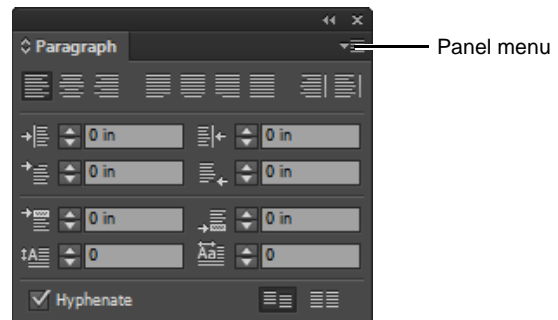 Paragraph
Panel menu
0 in 0 in
0 in 0 in
0 in 0 in
0 0
Hyphenate